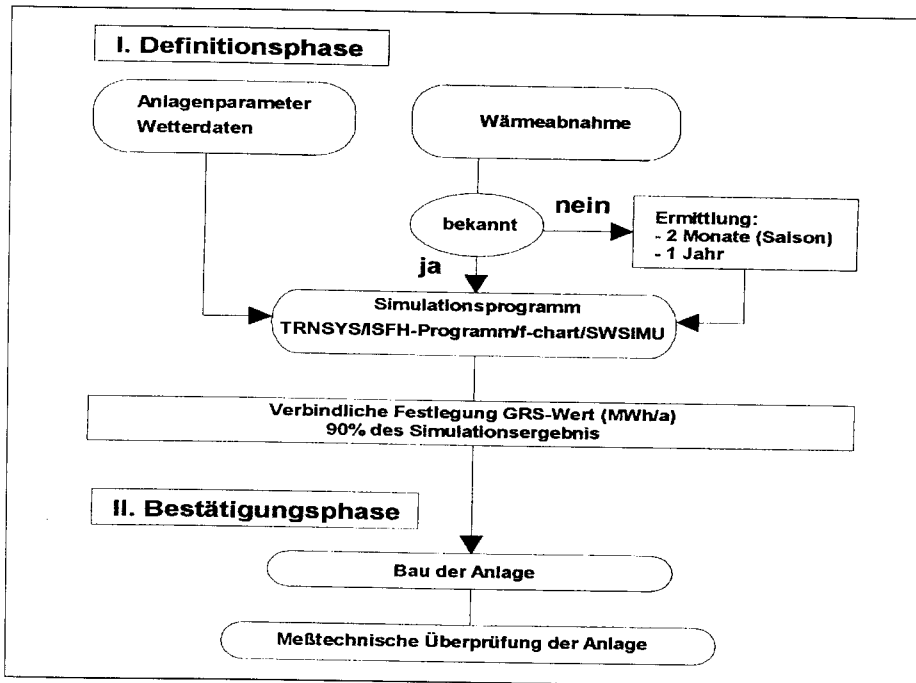 I. Definitionsphase
Anlagenparameter
Wetterdaten
Wärmeabnahme
bekannt
nein
Ermittlung:
- 2 Monate (Saison)
- 1 Jahr
ja
Simulationsprogramm
TRNSYS/ISFH-Programm/f-chart/SWSIMU
Verbindliche Festlegung GRS-Wert (MWh/a)
90% des Simulationsergebnis
II. Bestätigungsphase
Bau der Anlage
Meßtechnische Überprüfung der Anlage